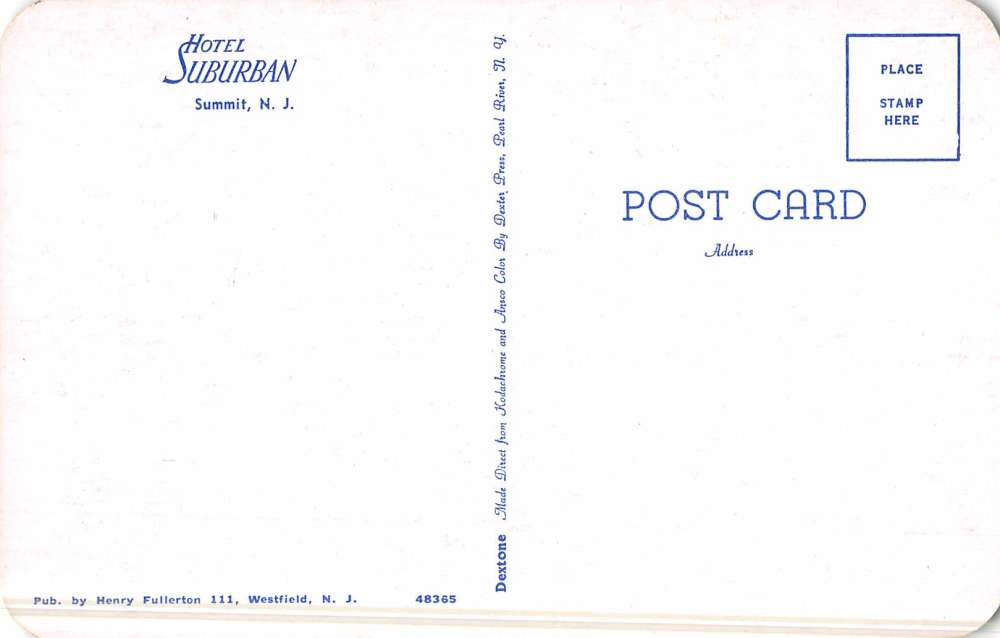 HOTEL
SUBURBAN
Summit, N. J.
Pub. by Henry Fullerton 111, Westfield, N. J. 48365
Dextone Made Direct from Kodachrome and Ansco Color By Dexter Press, Pearl River, N. Y.
PLACE
STAMP
HERE
POST CARD
Address